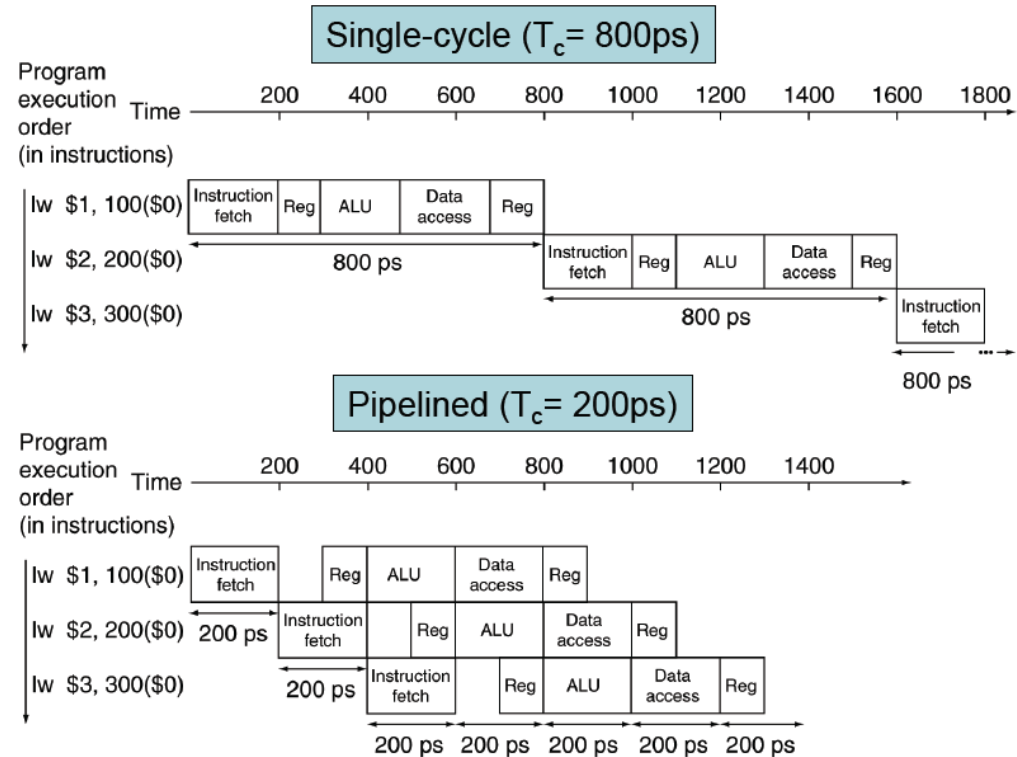 Single-cycle (Tc= 800ps)
Program
execution
order
(in instructions)
Time
200 400 600 800 1000 1200 1400 1600 1800
lw $1, 100($0)
Instruction
fetch
Reg
ALU
Data
access
Reg
800 ps
lw $2, 200($0)
Instruction
fetch
Reg
ALU
Data
access
Reg
800 ps
lw $3, 300($0)
Instruction
fetch
...
800 ps
Pipelined (Tc= 200ps)
Program
execution
order
(in instructions)
Time
200 400 600 800 1000 1200 1400
lw $1, 100($0)
Instruction
fetch
Reg
ALU
Data
access
Reg
200 ps
lw $2, 200($0)
Instruction
fetch
Reg
ALU
Data
access
Reg
200 ps
lw $3, 300($0)
Instruction
fetch
Reg
ALU
Data
access
Reg
200 ps 200 ps 200 ps 200 ps 200 ps